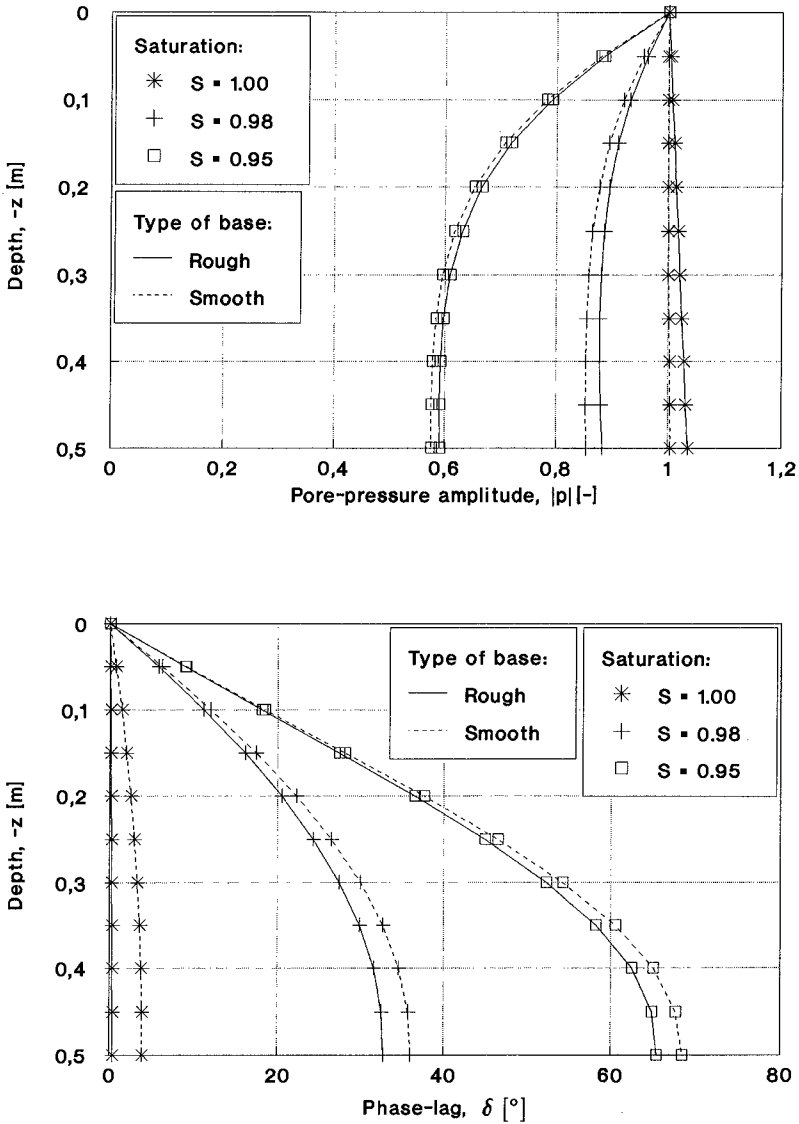 0
0,1
0,2
0,3
0,4
0,5
Depth, -z [m]
Saturation:
S = 1.00
S = 0.98
S = 0.95
Type of base:
Rough
Smooth
0
0,2
0,4
0,6
0,8
1
1,2
Pore-pressure amplitude, |p| [-]
0
0,1
0,2
0,3
0,4
0,5
Depth, -z [m]
Type of base:
Rough
Smooth
Saturation:
S = 1.00
S = 0.98
S = 0.95
0
20
40
60
80
Phase-lag, δ [°]